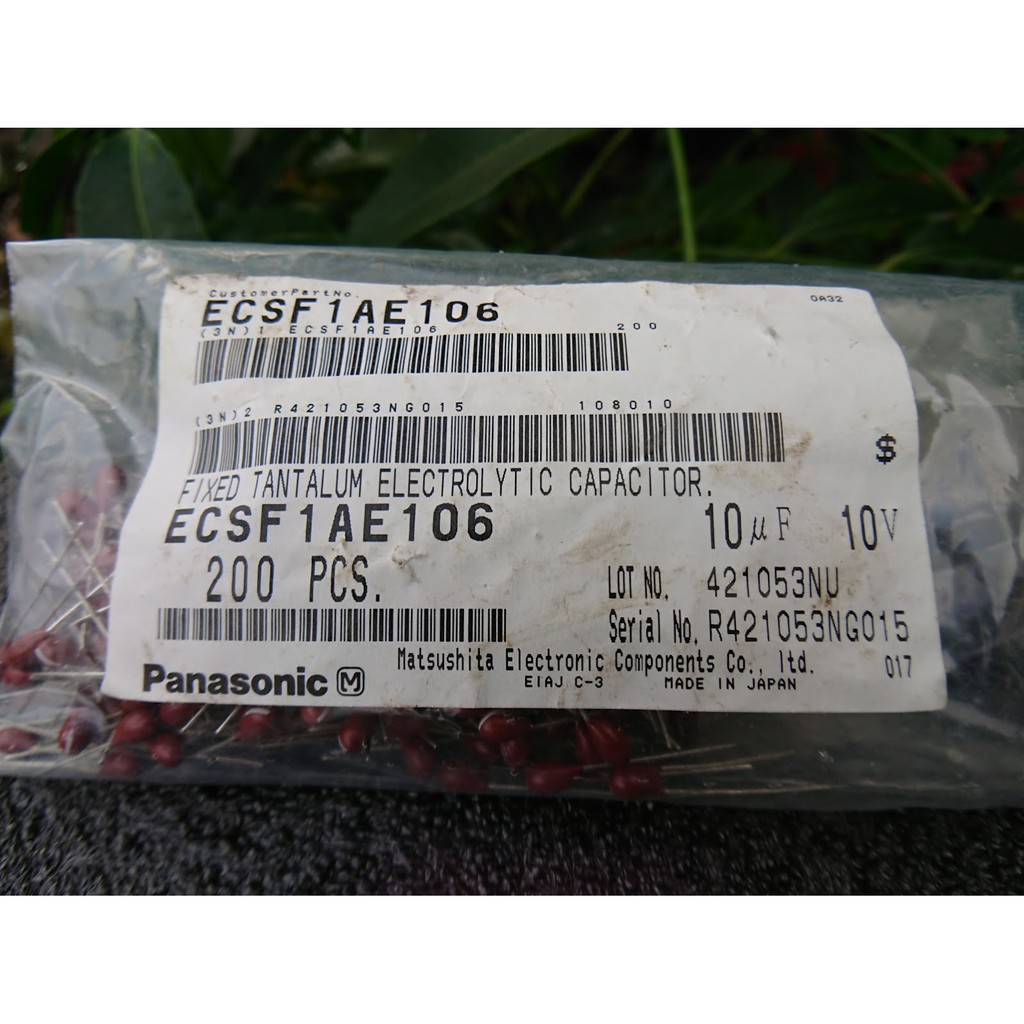 CustomerPartNo.
0A32
ECSF1AE106
(3N)1 ECSF1AE106 200
(3N)2 R421053NG015 108010
$
FIXED TANTALUM ELECTROLYTIC CAPACITOR.
ECSF1AE106 10μF 10V
200 PCS. LOT NO. 421053NU
Serial No. R421053NG015
Matsushita Electronic Components Co., ltd. 017
Panasonic M EIAJ C-3 MADE IN JAPAN